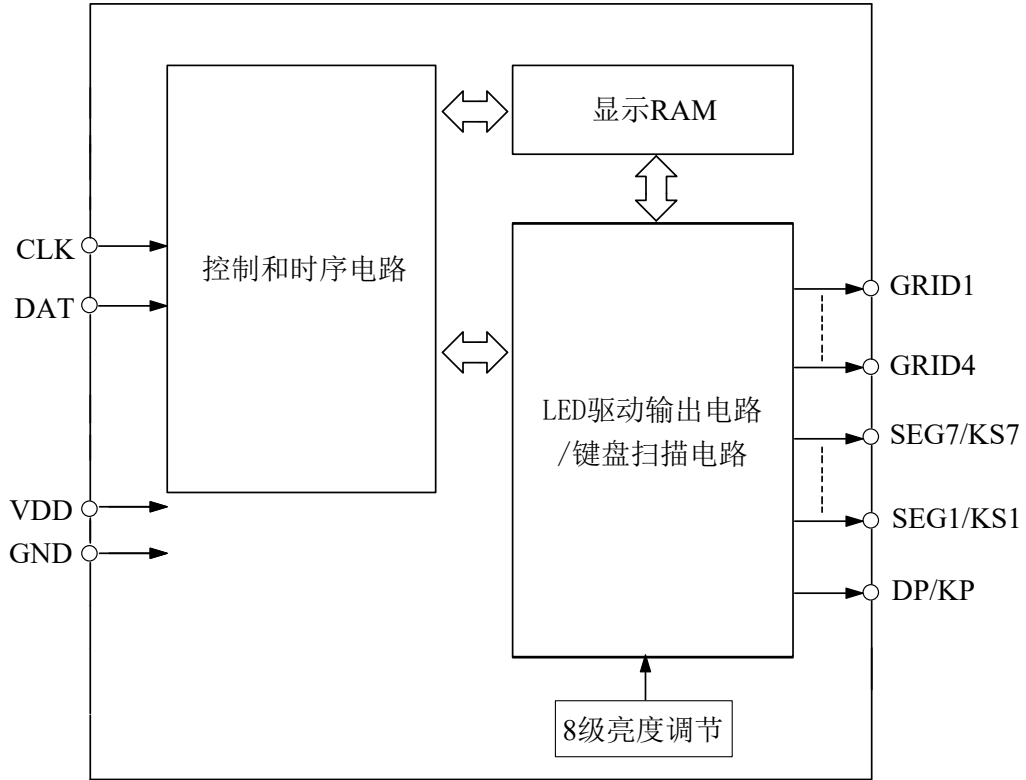 显示RAM
CLK
控制和时序电路
DAT
GRID1
GRID4
LED驱动输出电路
/键盘扫描电路
SEG7/KS7
VDD
SEG1/KS1
GND
DP/KP
8级亮度调节